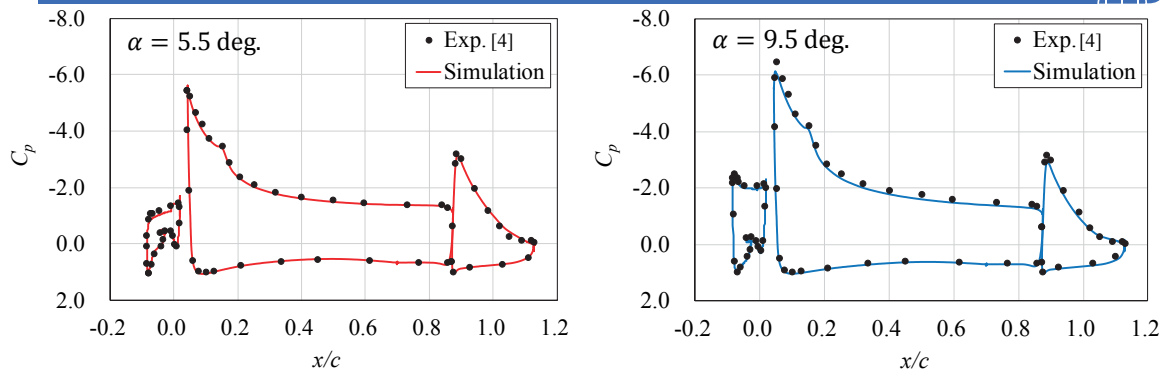 -8.0
-6.0
-4.0
-2.0
0.0
2.0
C_p
α = 5.5 deg.
Exp. [4]
Simulation
-0.2 0.0 0.2 0.4 0.6 0.8 1.0 1.2
x/c
-8.0
-6.0
-4.0
-2.0
0.0
2.0
C_p
α = 9.5 deg.
Exp. [4]
Simulation
-0.2 0.0 0.2 0.4 0.6 0.8 1.0 1.2
x/c